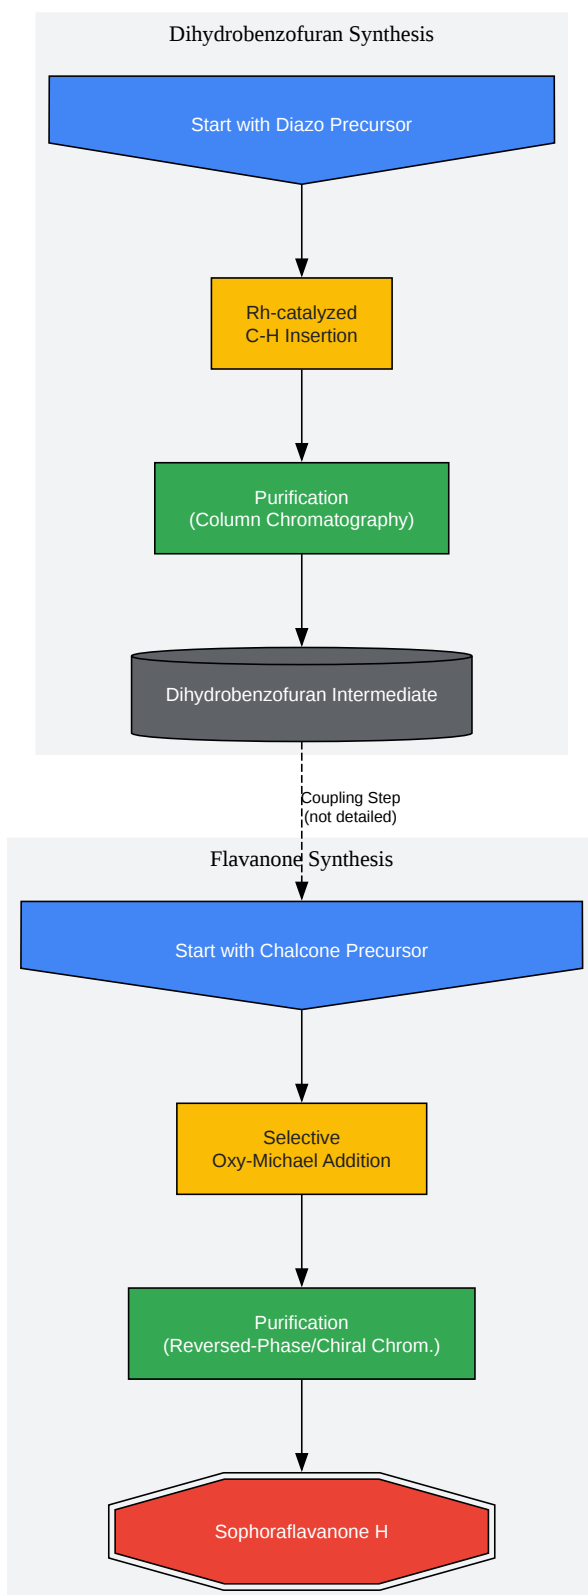 Dihydrobenzofuran Synthesis
Start with Diazo Precursor
Rh-catalyzed
C-H Insertion
Purification
(Column Chromatography)
Dihydrobenzofuran Intermediate
Coupling Step
(not detailed)
Flavanone Synthesis
Start with Chalcone Precursor
Selective
Oxy-Michael Addition
Purification
(Reversed-Phase/Chiral Chrom.)
Sophoraflavanone H